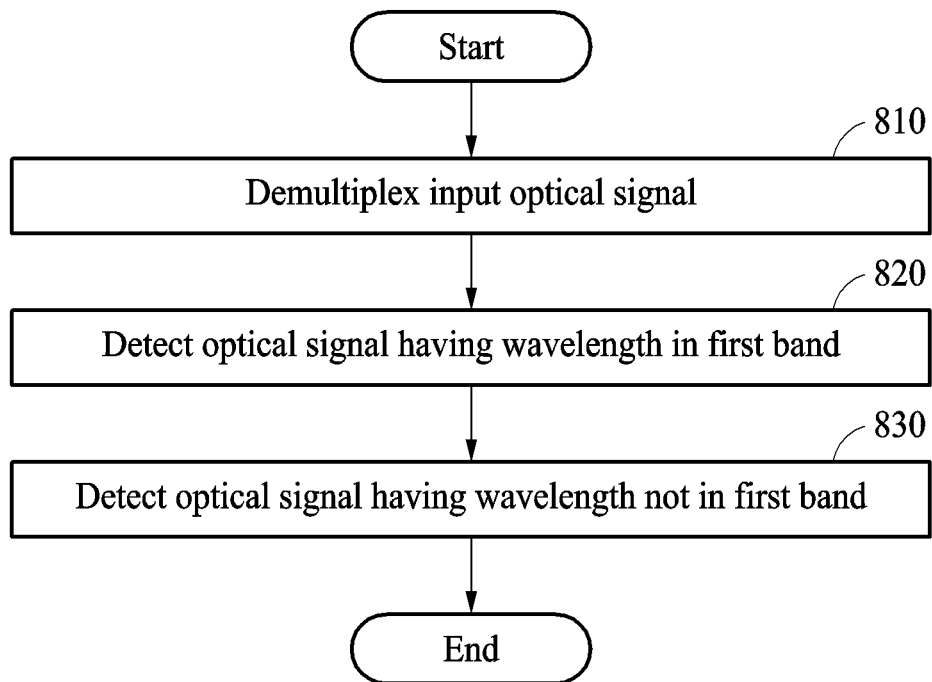 Start
810
Demultiplex input optical signal
820
Detect optical signal having wavelength in first band
830
Detect optical signal having wavelength not in first band
End